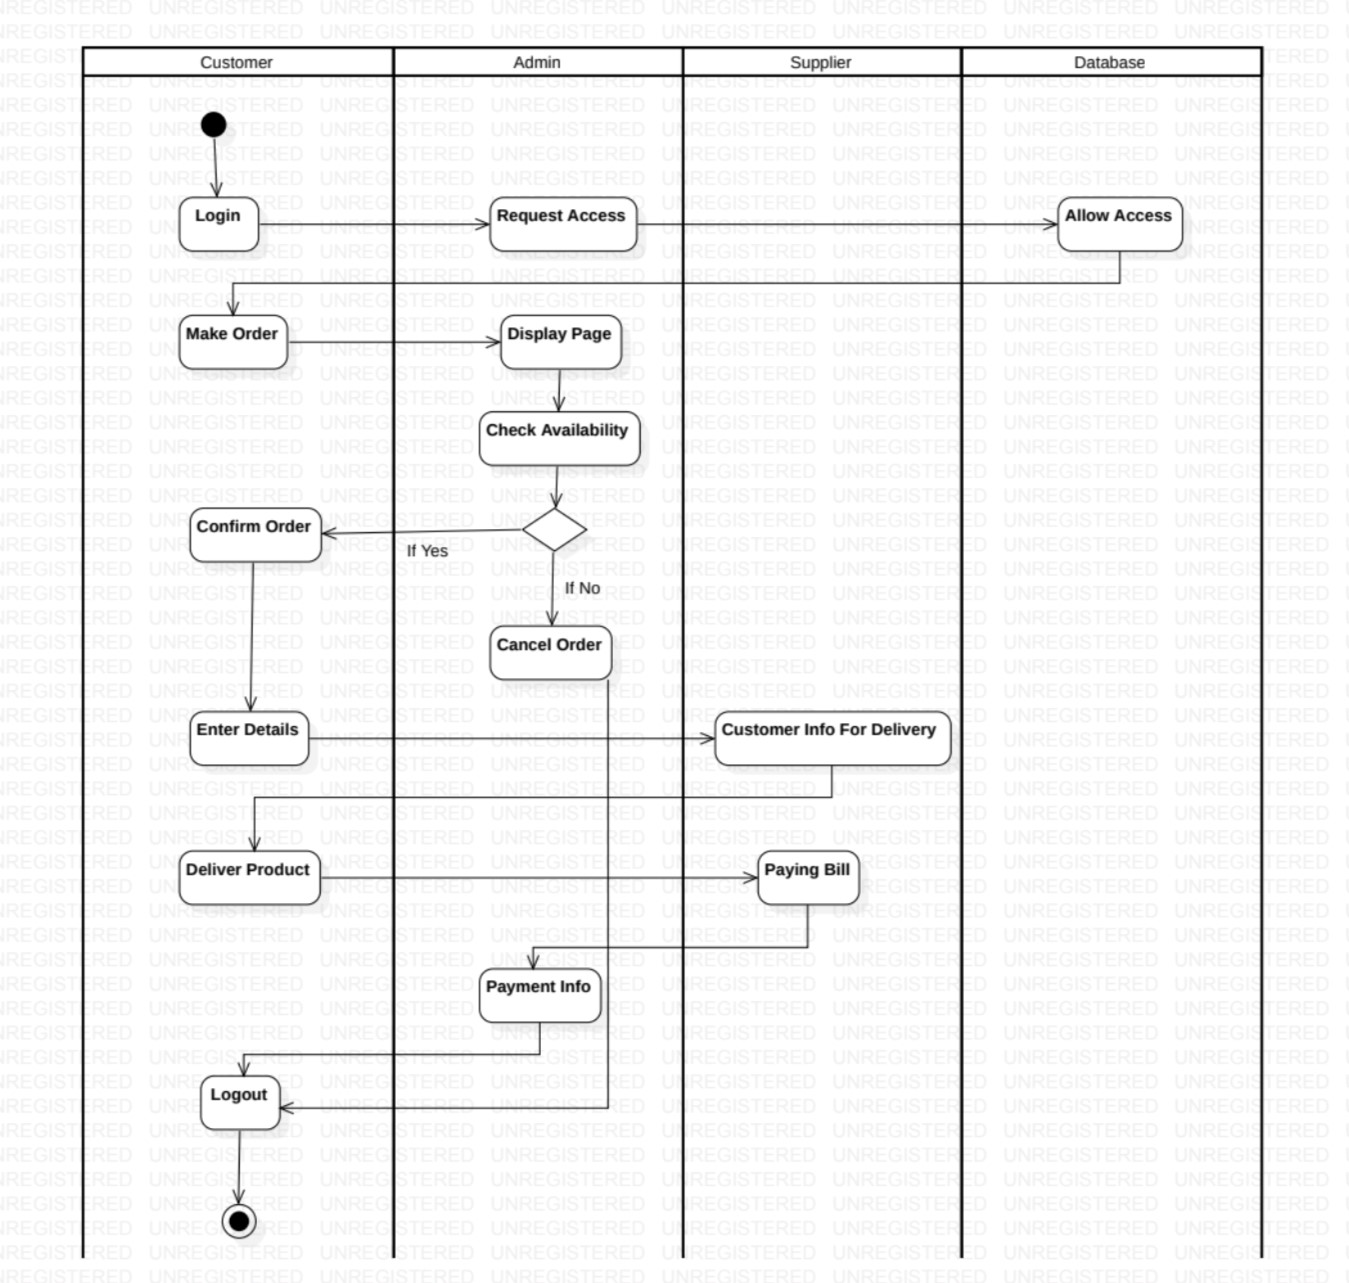 Customer Admin Supplier Database
Login Request Access Allow Access
Make Order Display Page
Check Availability
Confirm Order
If Yes
If No
Cancel Order
Enter Details Customer Info For Delivery
Deliver Product Paying Bill
Payment Info
Logout
UNREGISTERED